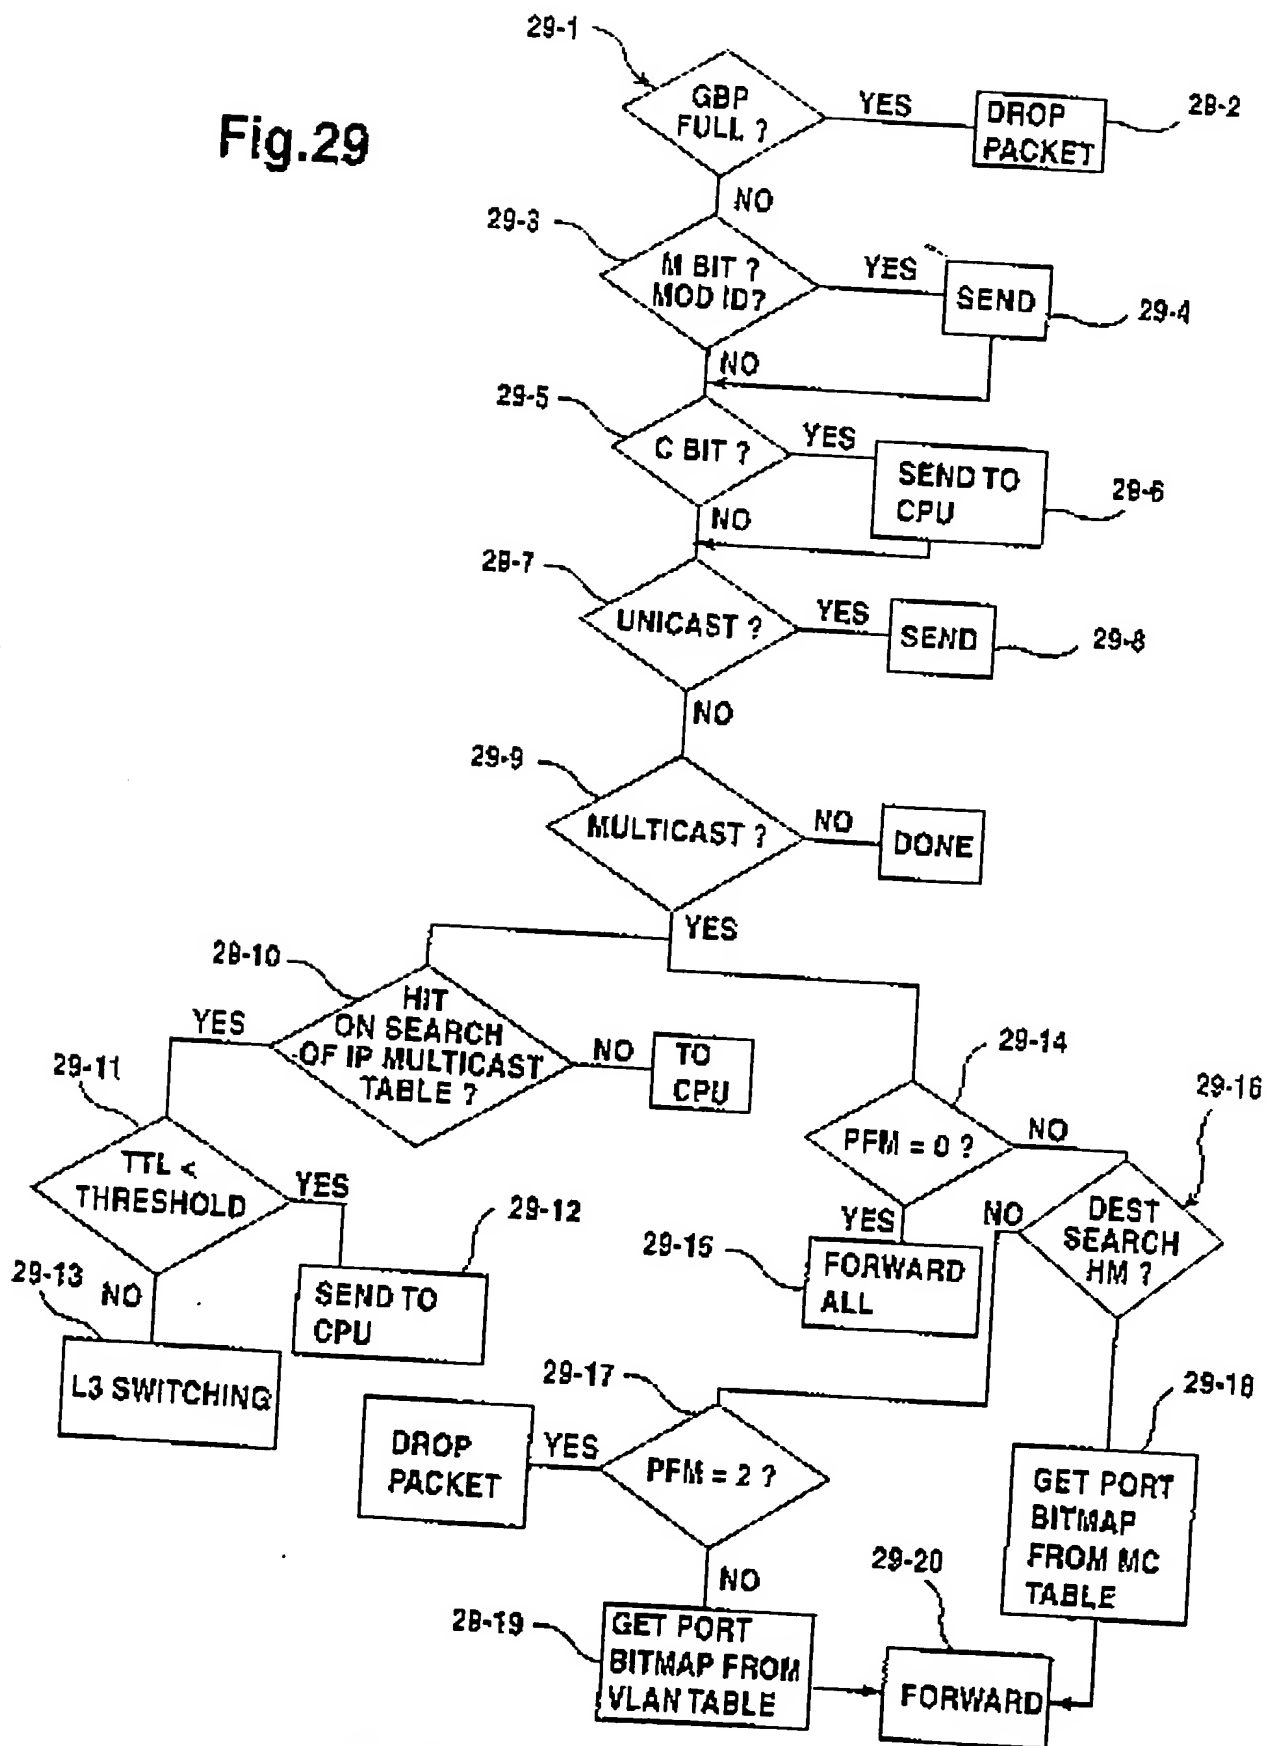 Fig.29
29-1
GBP
FULL ?
YES
DROP
PACKET
29-2
NO
29-3
M BIT ?
MOD ID?
YES
SEND
29-4
NO
29-5
C BIT ?
YES
SEND TO
CPU
29-6
NO
29-7
UNICAST ?
YES
SEND
29-8
NO
29-9
MULTICAST ?
NO
DONE
YES
29-10
HIT
ON SEARCH
OF IP MULTICAST
TABLE ?
YES
NO
TO
CPU
29-11
TTL <
THRESHOLD
YES
29-12
SEND TO
CPU
29-13
NO
L3 SWITCHING
29-14
PFM = 0 ?
NO
YES
29-15
FORWARD
ALL
29-16
DEST
SEARCH
HM ?
NO
29-17
PFM = 2 ?
YES
DROP
PACKET
NO
29-18
GET PORT
BITMAP
FROM MC
TABLE
29-19
GET PORT
BITMAP FROM
VLAN TABLE
29-20
FORWARD